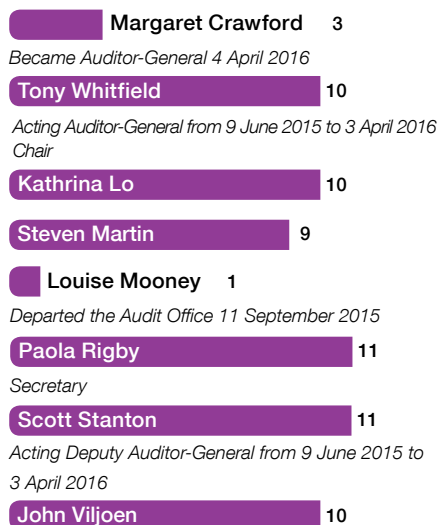 Margaret Crawford 3
Became Auditor-General 4 April 2016
Tony Whitfield 10
Acting Auditor-General from 9 June 2015 to 3 April 2016
Chair
Kathrina Lo 10
Steven Martin 9
Louise Mooney 1
Departed the Audit Office 11 September 2015
Paola Rigby 11
Secretary
Scott Stanton 11
Acting Deputy Auditor-General from 9 June 2015 to
3 April 2016
John Viljoen 10